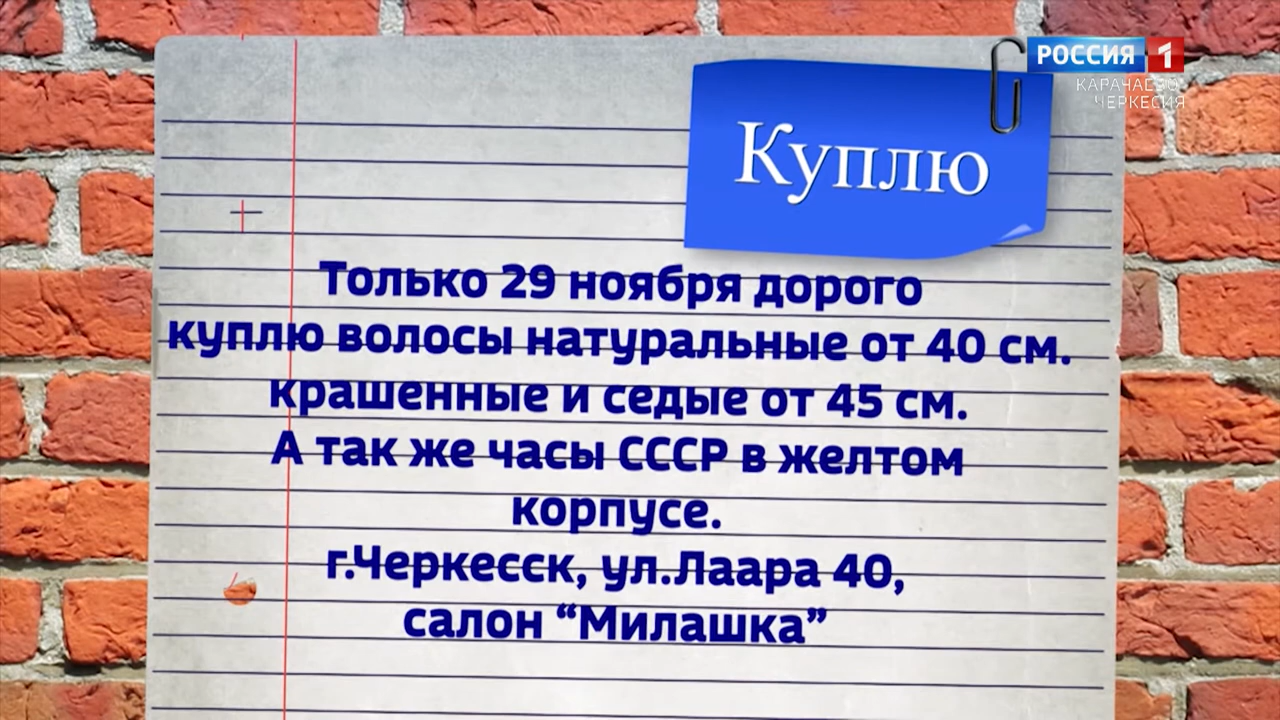 РОССИЯ 1
КАРАЧАЕВО
ЧЕРКЕСИЯ
Куплю
Только 29 ноября дорого
куплю волосы натуральные от 40 см.
крашенные и седые от 45 см.
А так же часы СССР в желтом
корпусе.
г.Черкесск, ул.Лаара 40,
салон “Милашка”